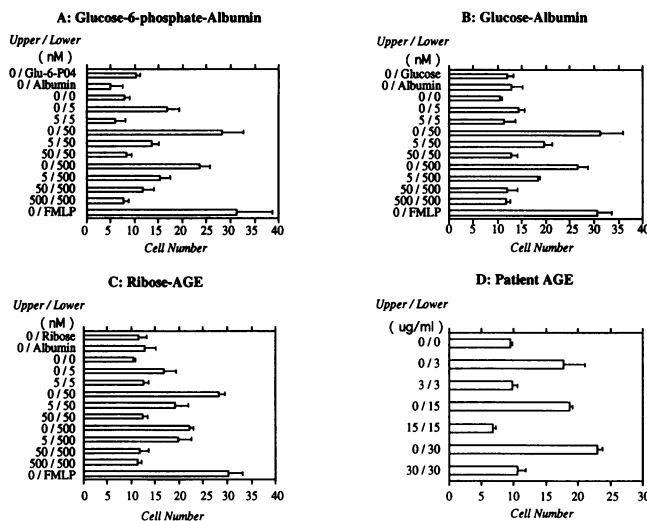 A: Glucose-6-phosphate-Albumin
Upper / Lower
( nM )
0 / Glu-6-P04
0 / Albumin
0 / 0
0 / 5
5 / 5
0 / 50
5 / 50
50 / 50
0 / 500
5 / 500
50 / 500
500 / 500
0 / FMLP
0 5 10 15 20 25 30 35 40
Cell Number
B: Glucose-Albumin
Upper / Lower
( nM )
0 / Glucose
0 / Albumin
0 / 0
0 / 5
5 / 5
0 / 50
5 / 50
50 / 50
0 / 500
5 / 500
50 / 500
500 / 500
0 / FMLP
0 5 10 15 20 25 30 35 40
Cell Number
C: Ribose-AGE
Upper / Lower
( nM )
0 / Ribose
0 / Albumin
0 / 0
0 / 5
5 / 5
0 / 50
5 / 50
50 / 50
0 / 500
5 / 500
50 / 500
500 / 500
0 / FMLP
0 5 10 15 20 25 30 35 40
Cell Number
D: Patient AGE
Upper / Lower
( ug/ml )
0 / 0
0 / 3
3 / 3
0 / 15
15 / 15
0 / 30
30 / 30
0 5 10 15 20 25 30
Cell Number